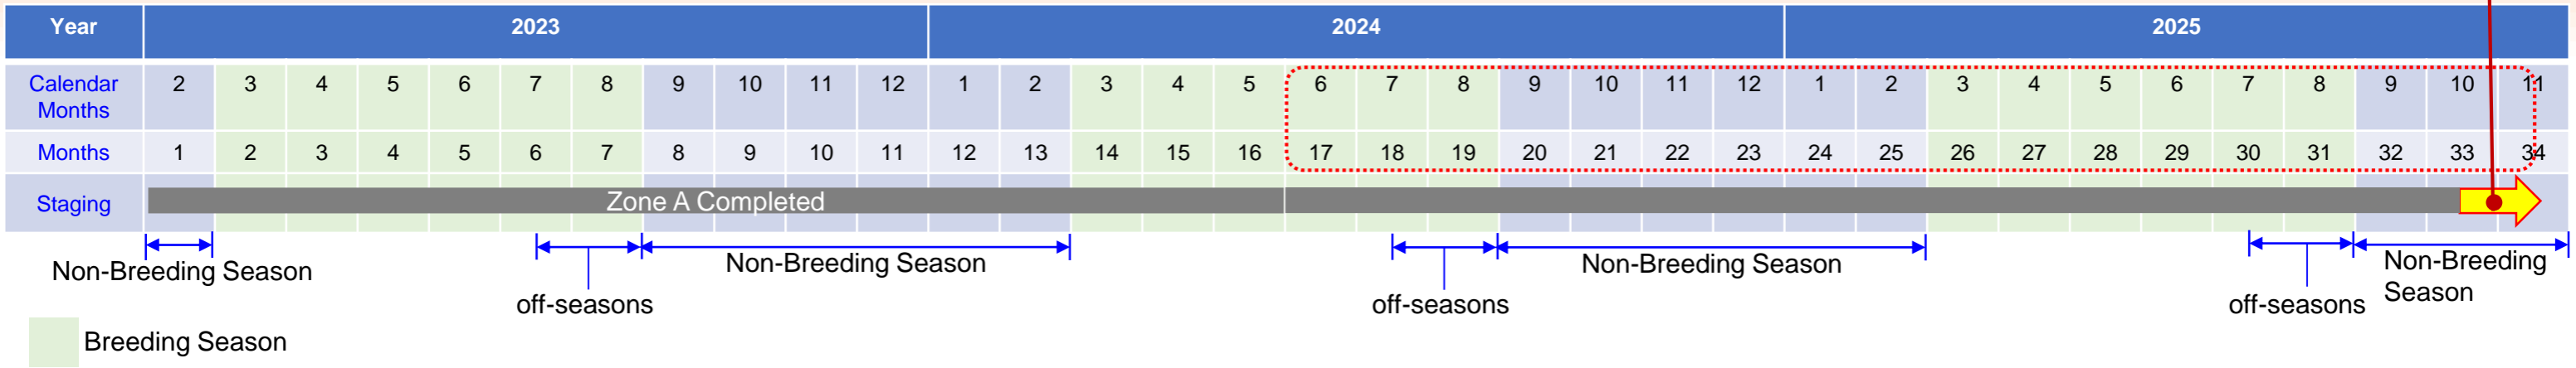 Year 2023 2024 2025
Calendar Months 2 3 4 5 6 7 8 9 10 11 12 1 2 3 4 5 6 7 8 9 10 11 12 1 2 3 4 5 6 7 8 9 10 11
Months 1 2 3 4 5 6 7 8 9 10 11 12 13 14 15 16 17 18 19 20 21 22 23 24 25 26 27 28 29 30 31 32 33 34
Staging Zone A Completed
Non-Breeding Season
off-seasons
Non-Breeding Season
off-seasons
Non-Breeding Season
off-seasons
Non-Breeding
Season
Breeding Season